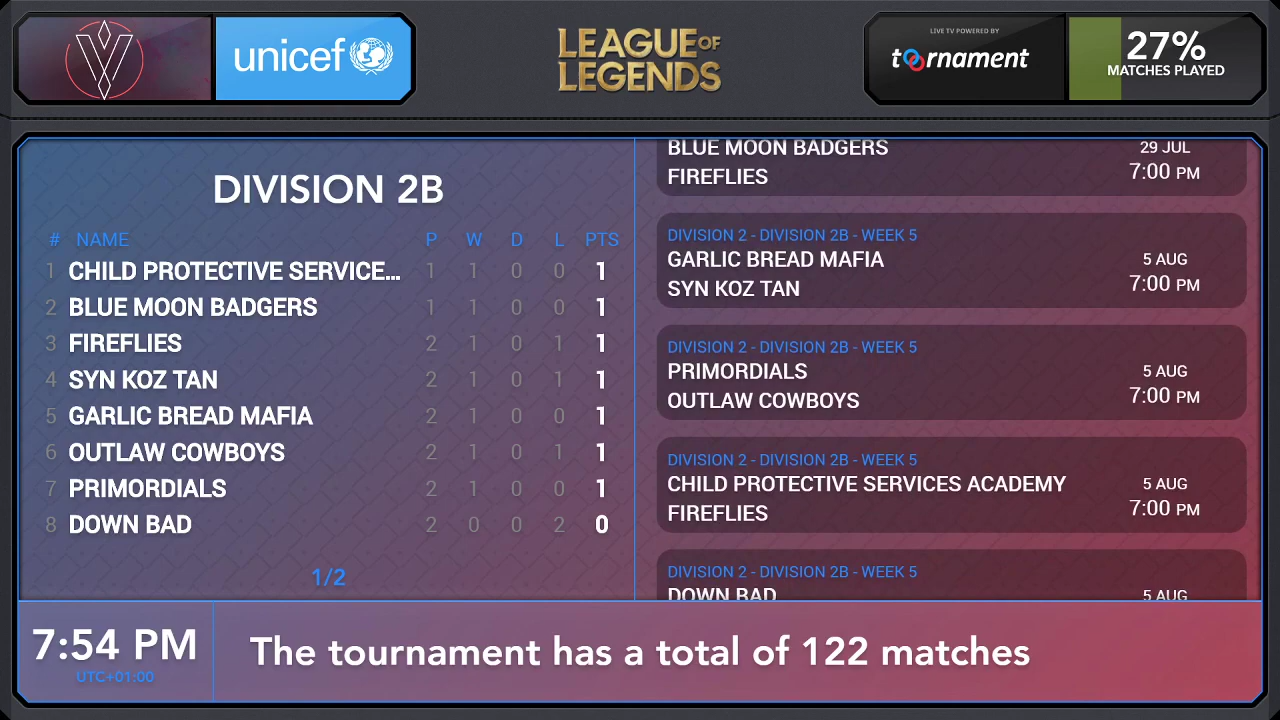 unicef
LEAGUE OF
LEGENDS
LIVE TV POWERED BY
tournament
27%
MATCHES PLAYED
DIVISION 2B
# NAME P W D L PTS
1 CHILD PROTECTIVE SERVICE... 1 1 0 0 1
2 BLUE MOON BADGERS 1 1 0 0 1
3 FIREFLIES 2 1 0 1 1
4 SYN KOZ TAN 2 1 0 1 1
5 GARLIC BREAD MAFIA 2 1 0 0 1
6 OUTLAW COWBOYS 2 1 0 1 1
7 PRIMORDIALS 2 1 0 0 1
8 DOWN BAD 2 0 0 2 0
1/2
BLUE MOON BADGERS 29 JUL
FIREFLIES 7:00 PM
DIVISION 2 - DIVISION 2B - WEEK 5
GARLIC BREAD MAFIA 5 AUG
SYN KOZ TAN 7:00 PM
DIVISION 2 - DIVISION 2B - WEEK 5
PRIMORDIALS 5 AUG
OUTLAW COWBOYS 7:00 PM
DIVISION 2 - DIVISION 2B - WEEK 5
CHILD PROTECTIVE SERVICES ACADEMY 5 AUG
FIREFLIES 7:00 PM
DIVISION 2 - DIVISION 2B - WEEK 5
DOWN BAD 5 AUG
7:54 PM
UTC+01:00
The tournament has a total of 122 matches